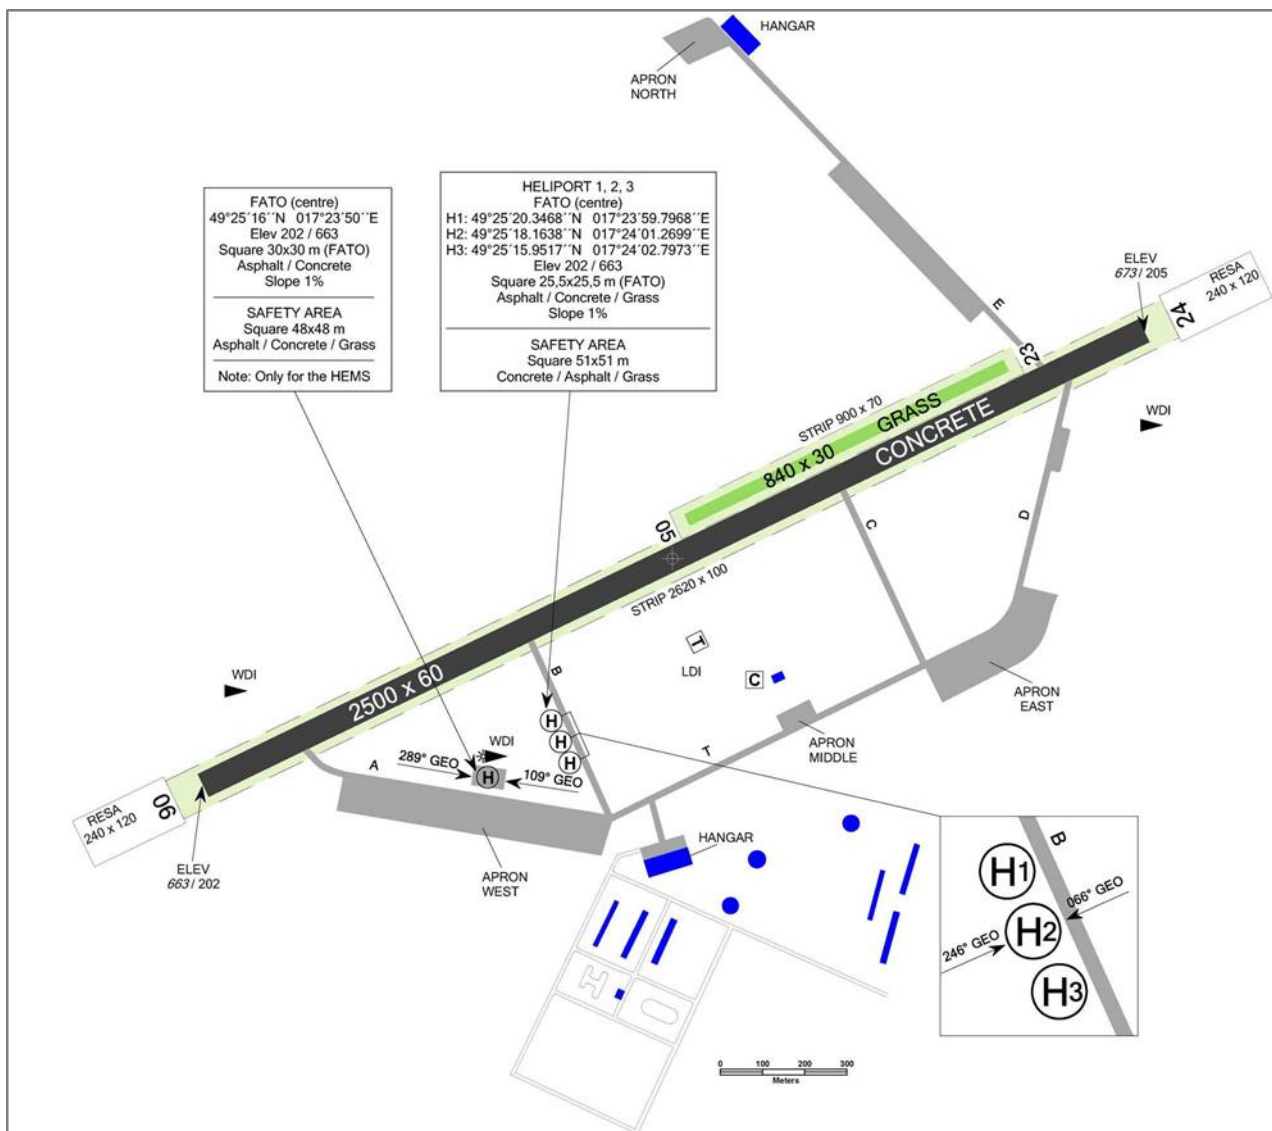 HANGAR
APRON
NORTH
FATO (centre)
49°25´16´´N 017°23´50´´E
Elev 202 / 663
Square 30x30 m (FATO)
Asphalt / Concrete
Slope 1%
SAFETY AREA
Square 48x48 m
Asphalt / Concrete / Grass
Note: Only for the HEMS
HELIPORT 1, 2, 3
FATO (centre)
H1: 49°25´20.3468´´N 017°23´59.7968´´E
H2: 49°25´18.1638´´N 017°24´01.2699´´E
H3: 49°25´15.9517´´N 017°24´02.7973´´E
Elev 202 / 663
Square 25,5x25,5 m (FATO)
Asphalt / Concrete / Grass
Slope 1%
SAFETY AREA
Square 51x51 m
Concrete / Asphalt / Grass
ELEV
673 / 205
RESA
240 x 120
24
E
23
STRIP 900 x 70
GRASS
840 x 30
CONCRETE
WDI
05
C
D
STRIP 2620 x 100
T
LDI
C
WDI
B
2500 x 60
APRON
EAST
H
H
H
WDI
289° GEO
H
109° GEO
A
T
APRON
MIDDLE
06
RESA
240 x 120
ELEV
663 / 202
APRON
WEST
HANGAR
B
H1
066° GEO
H2
246° GEO
H3
0 100 200 300
Meters